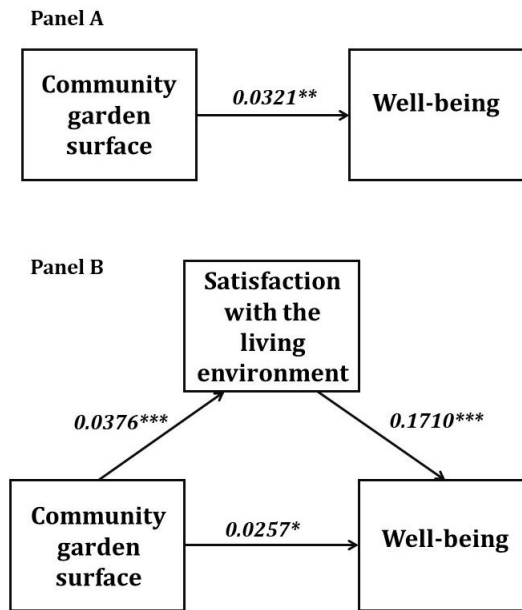 Panel A
Community
garden
surface
0.0321**
Well-being
Panel B
Satisfaction
with the
living
environment
0.0376***
0.1710***
Community
garden
surface
0.0257*
Well-being